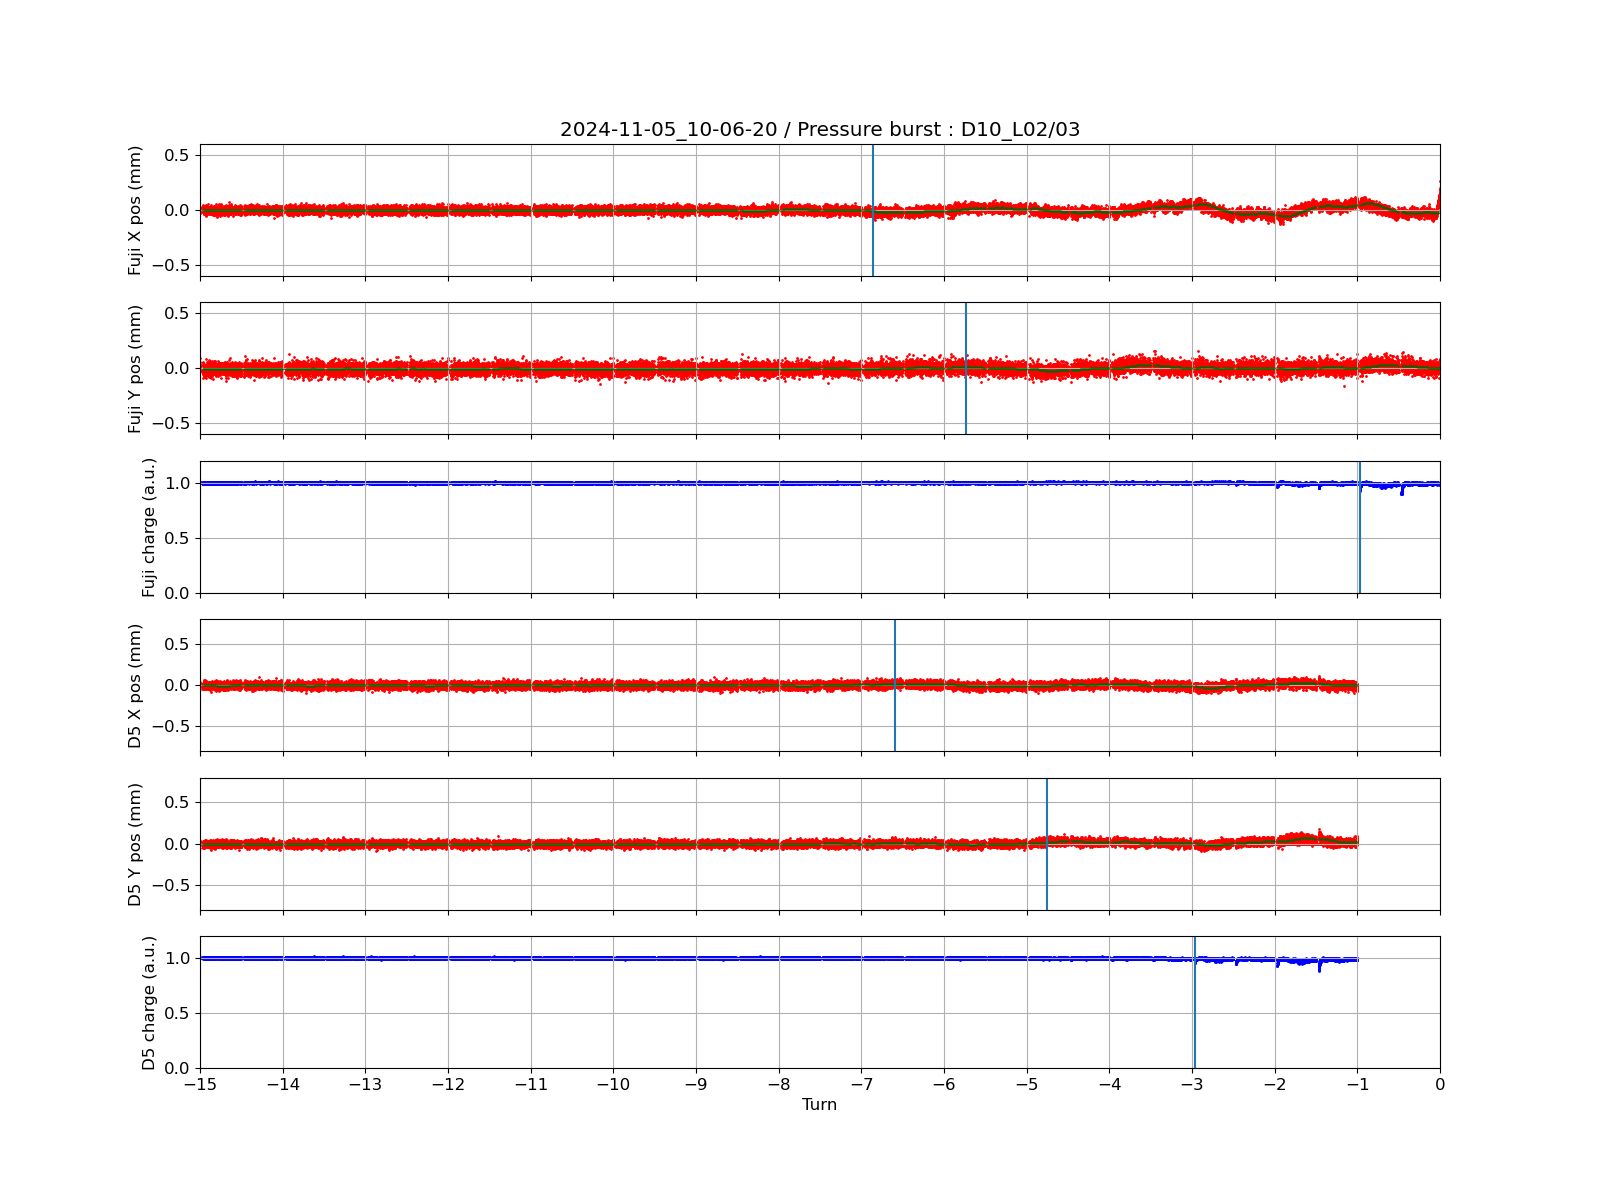 2024-11-05_10-06-20 / Pressure burst : D10_L02/03
Fuji X pos (mm)
0.5
0.0
−0.5
Fuji Y pos (mm)
0.5
0.0
−0.5
Fuji charge (a.u.)
1.0
0.5
0.0
D5 X pos (mm)
0.5
0.0
−0.5
D5 Y pos (mm)
0.5
0.0
−0.5
D5 charge (a.u.)
1.0
0.5
0.0
−15 −14 −13 −12 −11 −10 −9 −8 −7 −6 −5 −4 −3 −2 −1 0
Turn